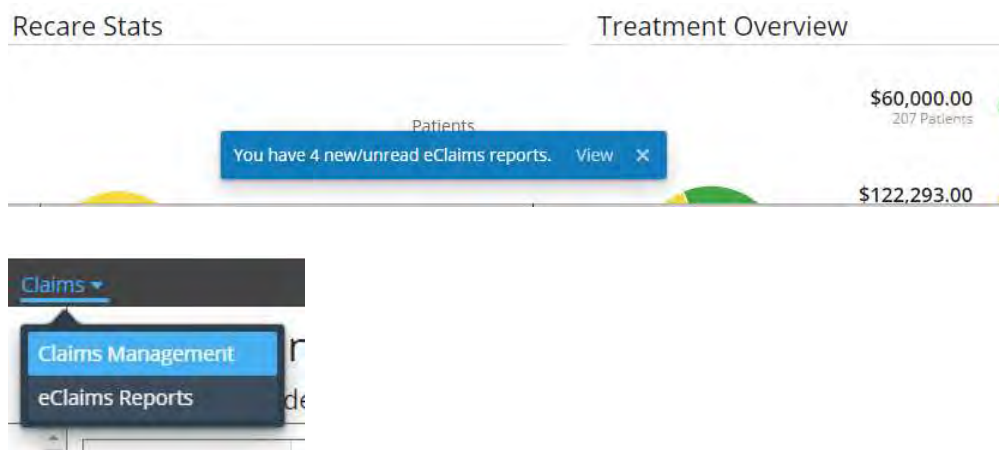 Recare Stats
Treatment Overview
$60,000.00
207 Patients
Patients
You have 4 new/unread eClaims reports. View ✕
$122,293.00
Claims
Claims Management
eClaims Reports